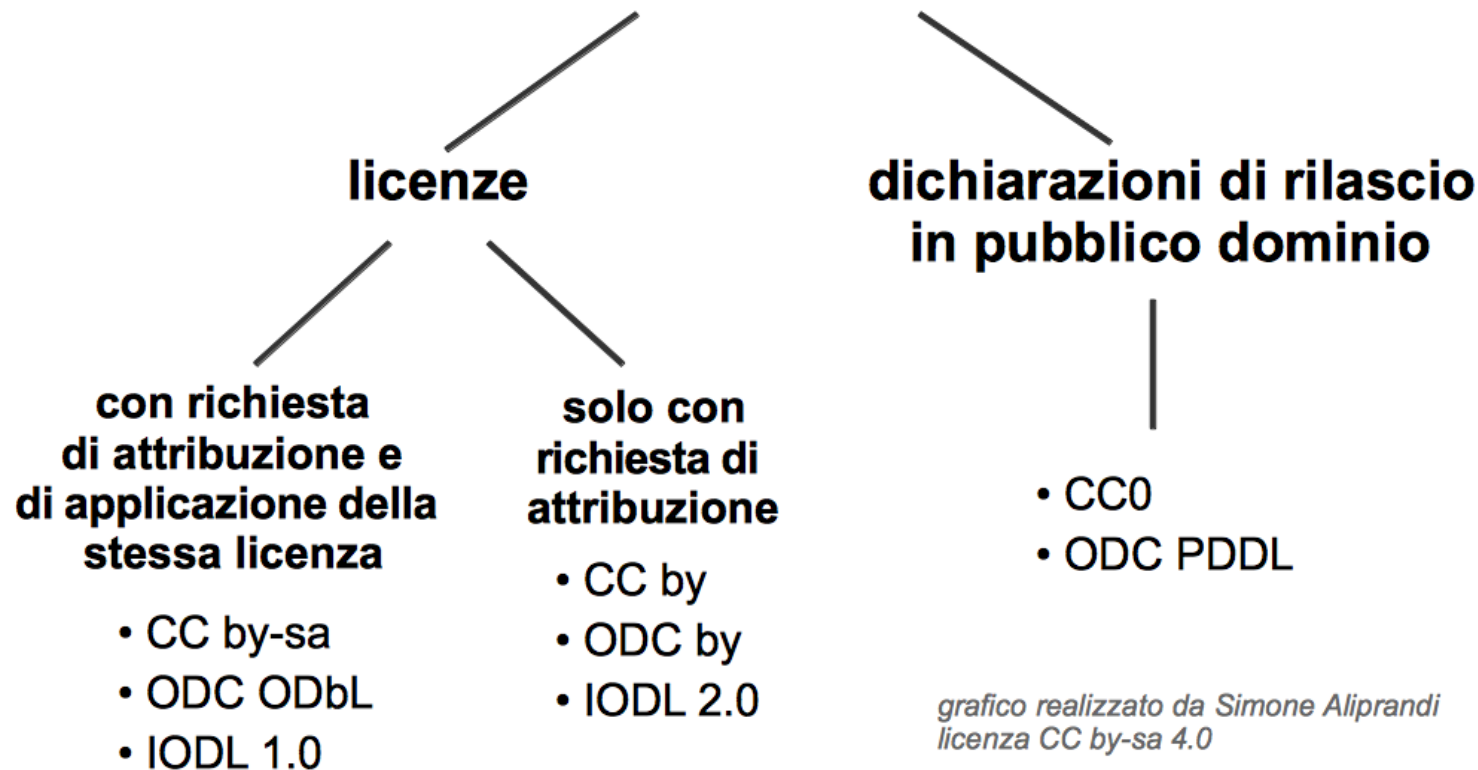 licenze
dichiarazioni di rilascio
in pubblico dominio
con richiesta
di attribuzione e
di applicazione della
stessa licenza
• CC by-sa
• ODC ODbL
• IODL 1.0
solo con
richiesta di
attribuzione
• CC by
• ODC by
• IODL 2.0
• CC0
• ODC PDDL
grafico realizzato da Simone Aliprandi
licenza CC by-sa 4.0